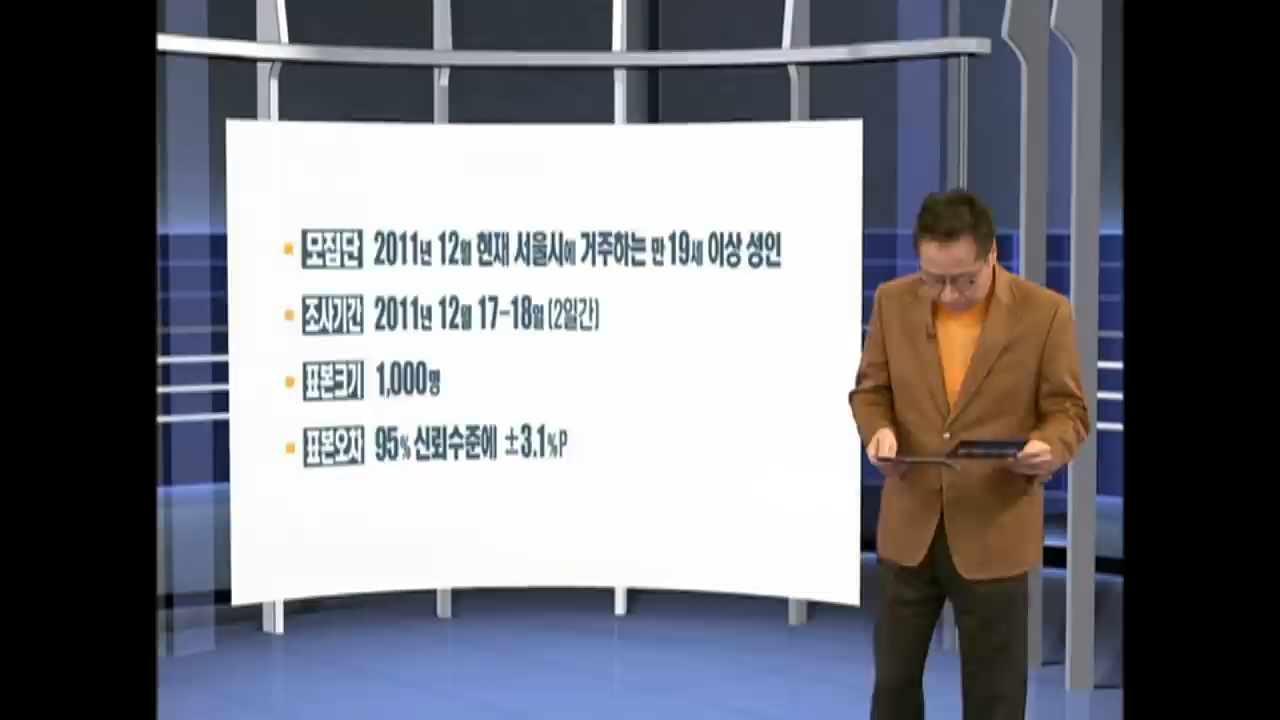 모집단 2011년 12월 현재 서울시에 거주하는 만 19세 이상 성인
조사기간 2011년 12월 17-18일 (2일간)
표본크기 1,000명
표본오차 95% 신뢰수준에 ±3.1%P